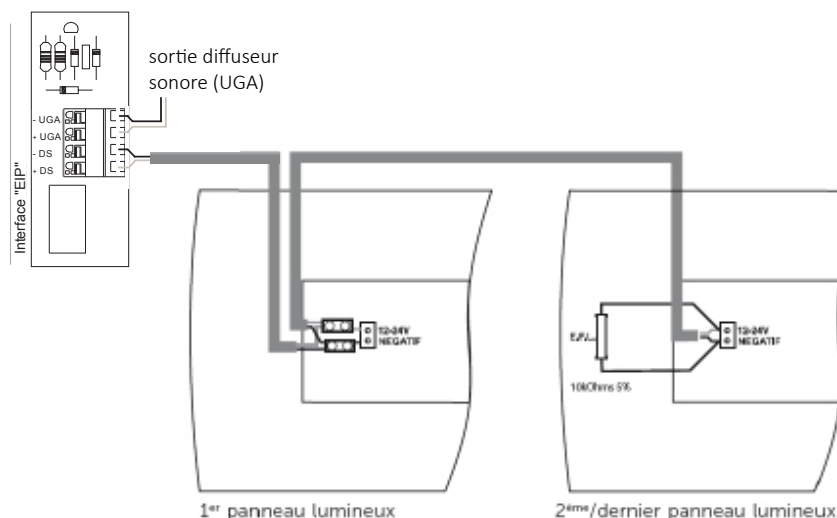 sortie diffuseur
sonore (UGA)
- UGA
+ UGA
- DS
+ DS
Interface "EIP"
12-24V
NEGATIF
12-24V
NEGATIF
10kOhms 5%
1er panneau lumineux
2ème/dernier panneau lumineux